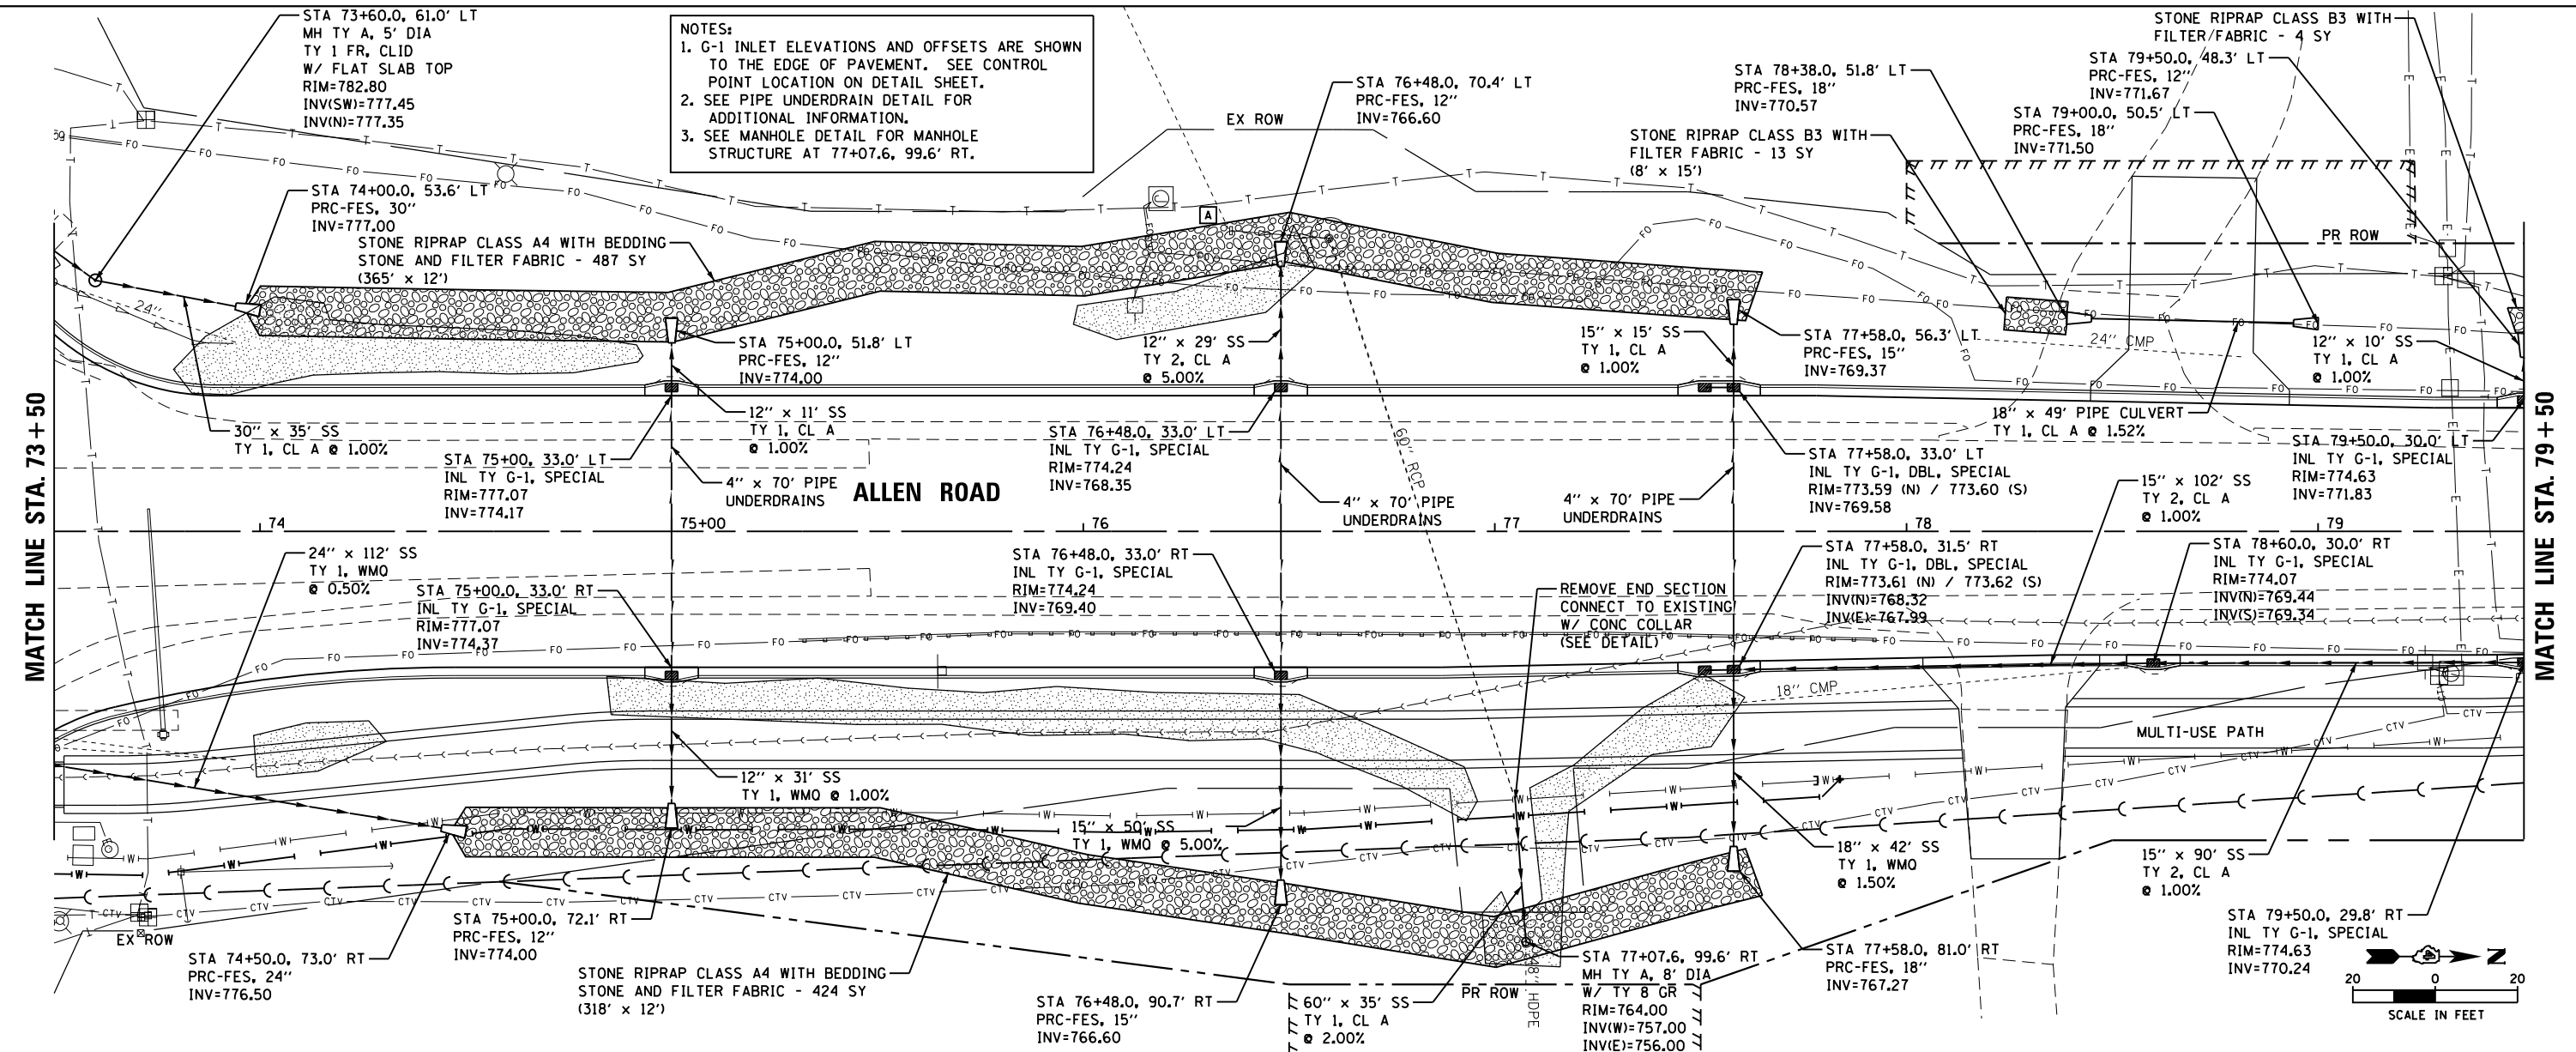 STA 73+60.0, 61.0' LT
MH TY A, 5' DIA
TY 1 FR, CLID
W/ FLAT SLAB TOP
RIM=782.80
INV(SW)=777.45
INV(N)=777.35
NOTES:
1. G-1 INLET ELEVATIONS AND OFFSETS ARE SHOWN
TO THE EDGE OF PAVEMENT. SEE CONTROL
POINT LOCATION ON DETAIL SHEET.
2. SEE PIPE UNDERDRAIN DETAIL FOR
ADDITIONAL INFORMATION.
3. SEE MANHOLE DETAIL FOR MANHOLE
STRUCTURE AT 77+07.6, 99.6' RT.
STA 76+48.0, 70.4' LT
PRC-FES, 12"
INV=766.60
EX ROW
STA 78+38.0, 51.8' LT
PRC-FES, 18"
INV=770.57
STONE RIPRAP CLASS B3 WITH
FILTER FABRIC - 13 SY
(8' x 15')
STONE RIPRAP CLASS B3 WITH
FILTER FABRIC - 4 SY
STA 79+50.0, 48.3' LT
PRC-FES, 12"
INV=771.67
STA 79+00.0, 50.5' LT
PRC-FES, 18"
INV=771.50
PR ROW
STA 74+00.0, 53.6' LT
PRC-FES, 30"
INV=777.00
STONE RIPRAP CLASS A4 WITH BEDDING
STONE AND FILTER FABRIC - 487 SY
(365' x 12')
A
24"
STA 75+00.0, 51.8' LT
PRC-FES, 12"
INV=774.00
12" x 29' SS
TY 2, CL A
@ 5.00%
15" x 15' SS
TY 1, CL A
@ 1.00%
STA 77+58.0, 56.3' LT
PRC-FES, 15"
INV=769.37
24" CMP
12" x 10' SS
TY 1, CL A
@ 1.00%
30" x 35' SS
TY 1, CL A @ 1.00%
12" x 11' SS
TY 1, CL A
@ 1.00%
18" x 49' PIPE CULVERT
TY 1, CL A @ 1.52%
STA 75+00, 33.0' LT
INL TY G-1, SPECIAL
RIM=777.07
INV=774.17
4" x 70' PIPE
UNDERDRAINS
ALLEN ROAD
STA 76+48.0, 33.0' LT
INL TY G-1, SPECIAL
RIM=774.24
INV=768.35
4" x 70' PIPE
UNDERDRAINS
60" RCP
4" x 70' PIPE
UNDERDRAINS
STA 77+58.0, 33.0' LT
INL TY G-1, DBL, SPECIAL
RIM=773.59 (N) / 773.60 (S)
INV=769.58
15" x 102' SS
TY 2, CL A
@ 1.00%
STA 79+50.0, 30.0' LT
INL TY G-1, SPECIAL
RIM=774.63
INV=771.83
MATCH LINE STA. 73+50
MATCH LINE STA. 79+50
74
75+00
76
77
78
79
24" x 112' SS
TY 1, WMQ
@ 0.50%
STA 75+00.0, 33.0' RT
INL TY G-1, SPECIAL
RIM=777.07
INV=774.37
STA 76+48.0, 33.0' RT
INL TY G-1, SPECIAL
RIM=774.24
INV=769.40
REMOVE END SECTION
CONNECT TO EXISTING
W/ CONC COLLAR
(SEE DETAIL)
STA 77+58.0, 31.5' RT
INL TY G-1, DBL, SPECIAL
RIM=773.61 (N) / 773.62 (S)
INV(N)=768.32
INV(E)=767.99
STA 78+60.0, 30.0' RT
INL TY G-1, SPECIAL
RIM=774.07
INV(N)=769.44
INV(S)=769.34
18" CMP
MULTI-USE PATH
12" x 31' SS
TY 1, WMQ @ 1.00%
15" x 50' SS
TY 1, WMQ @ 5.00%
18" x 42' SS
TY 1, WMQ
@ 1.50%
15" x 90' SS
TY 2, CL A
@ 1.00%
EX ROW
STA 74+50.0, 73.0' RT
PRC-FES, 24"
INV=776.50
STA 75+00.0, 72.1' RT
PRC-FES, 12"
INV=774.00
STONE RIPRAP CLASS A4 WITH BEDDING
STONE AND FILTER FABRIC - 424 SY
(318' x 12')
STA 76+48.0, 90.7' RT
PRC-FES, 15"
INV=766.60
60" x 35' SS
TY 1, CL A
@ 2.00%
PR ROW
48" HDPE
STA 77+07.6, 99.6' RT
MH TY A, 8' DIA
W/ TY 8 GR
RIM=764.00
INV(W)=757.00
INV(E)=756.00
STA 77+58.0, 81.0' RT
PRC-FES, 18"
INV=767.27
STA 79+50.0, 29.8' RT
INL TY G-1, SPECIAL
RIM=774.63
INV=770.24
N
20 0 20
SCALE IN FEET